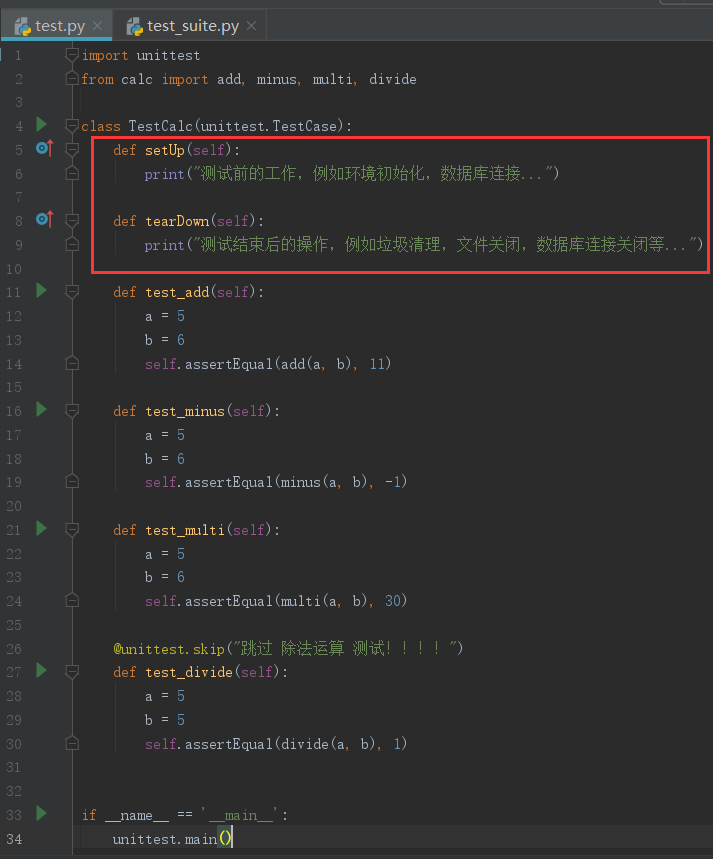 test.py
test_suite.py
1 import unittest
2 from calc import add, minus, multi, divide
3
4 class TestCalc(unittest.TestCase):
5 def setUp(self):
6 print("测试前的工作，例如环境初始化，数据库连接...")
7
8 def tearDown(self):
9 print("测试结束后的操作，例如垃圾清理，文件关闭，数据库连接关闭等...")
10
11 def test_add(self):
12 a = 5
13 b = 6
14 self.assertEqual(add(a, b), 11)
15
16 def test_minus(self):
17 a = 5
18 b = 6
19 self.assertEqual(minus(a, b), -1)
20
21 def test_multi(self):
22 a = 5
23 b = 6
24 self.assertEqual(multi(a, b), 30)
25
26 @unittest.skip("跳过 除法运算 测试！！！！")
27 def test_divide(self):
28 a = 5
29 b = 5
30 self.assertEqual(divide(a, b), 1)
31
32
33 if __name__ == '__main__':
34 unittest.main()